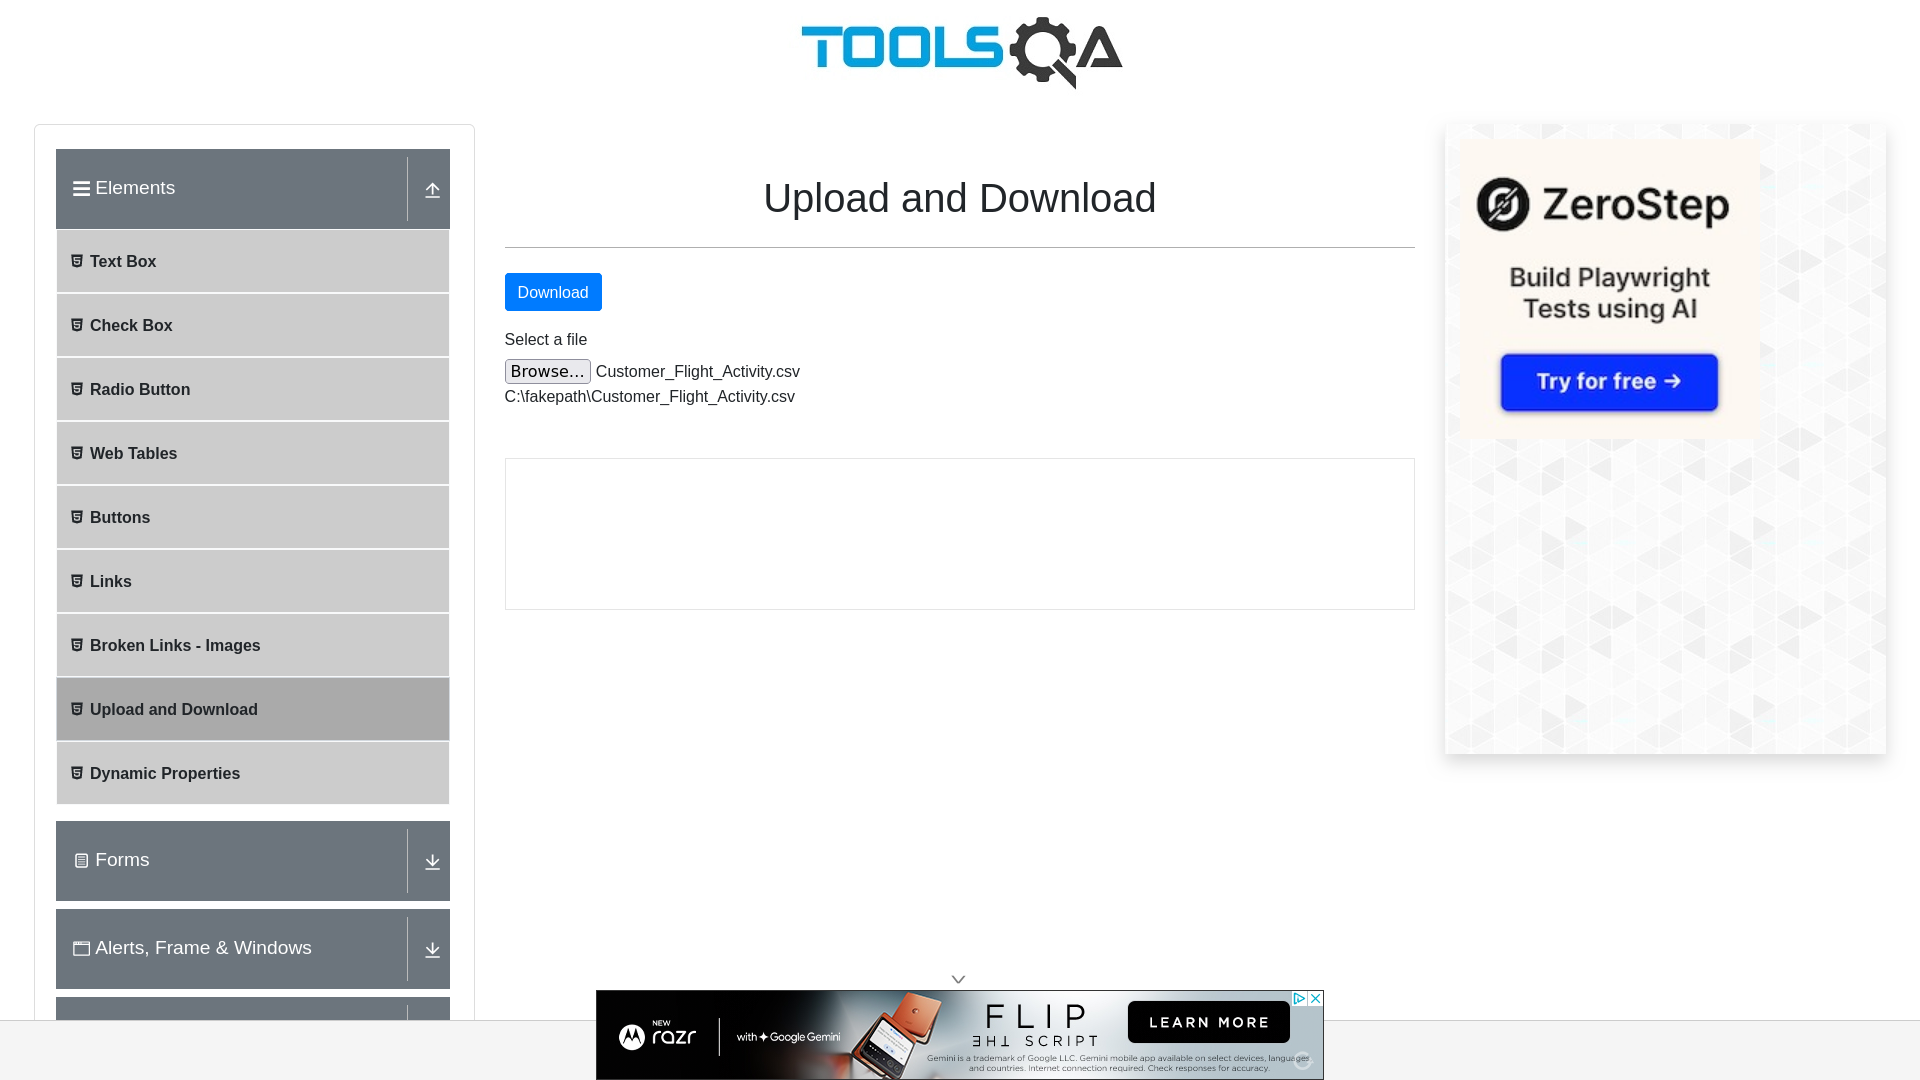 TOOLSQA
Elements
Text Box
Check Box
Radio Button
Web Tables
Buttons
Links
Broken Links - Images
Upload and Download
Dynamic Properties
Forms
Alerts, Frame & Windows
Upload and Download
Download
Select a file
Browse... Customer_Flight_Activity.csv
C:\fakepath\Customer_Flight_Activity.csv
ZeroStep
Build Playwright
Tests using AI
Try for free →
NEW
razr
with Google Gemini
FLIP
THE SCRIPT
LEARN MORE
Gemini is a trademark of Google LLC. Gemini mobile app available on select devices, languages,
and countries. Internet connection required. Check responses for accuracy.